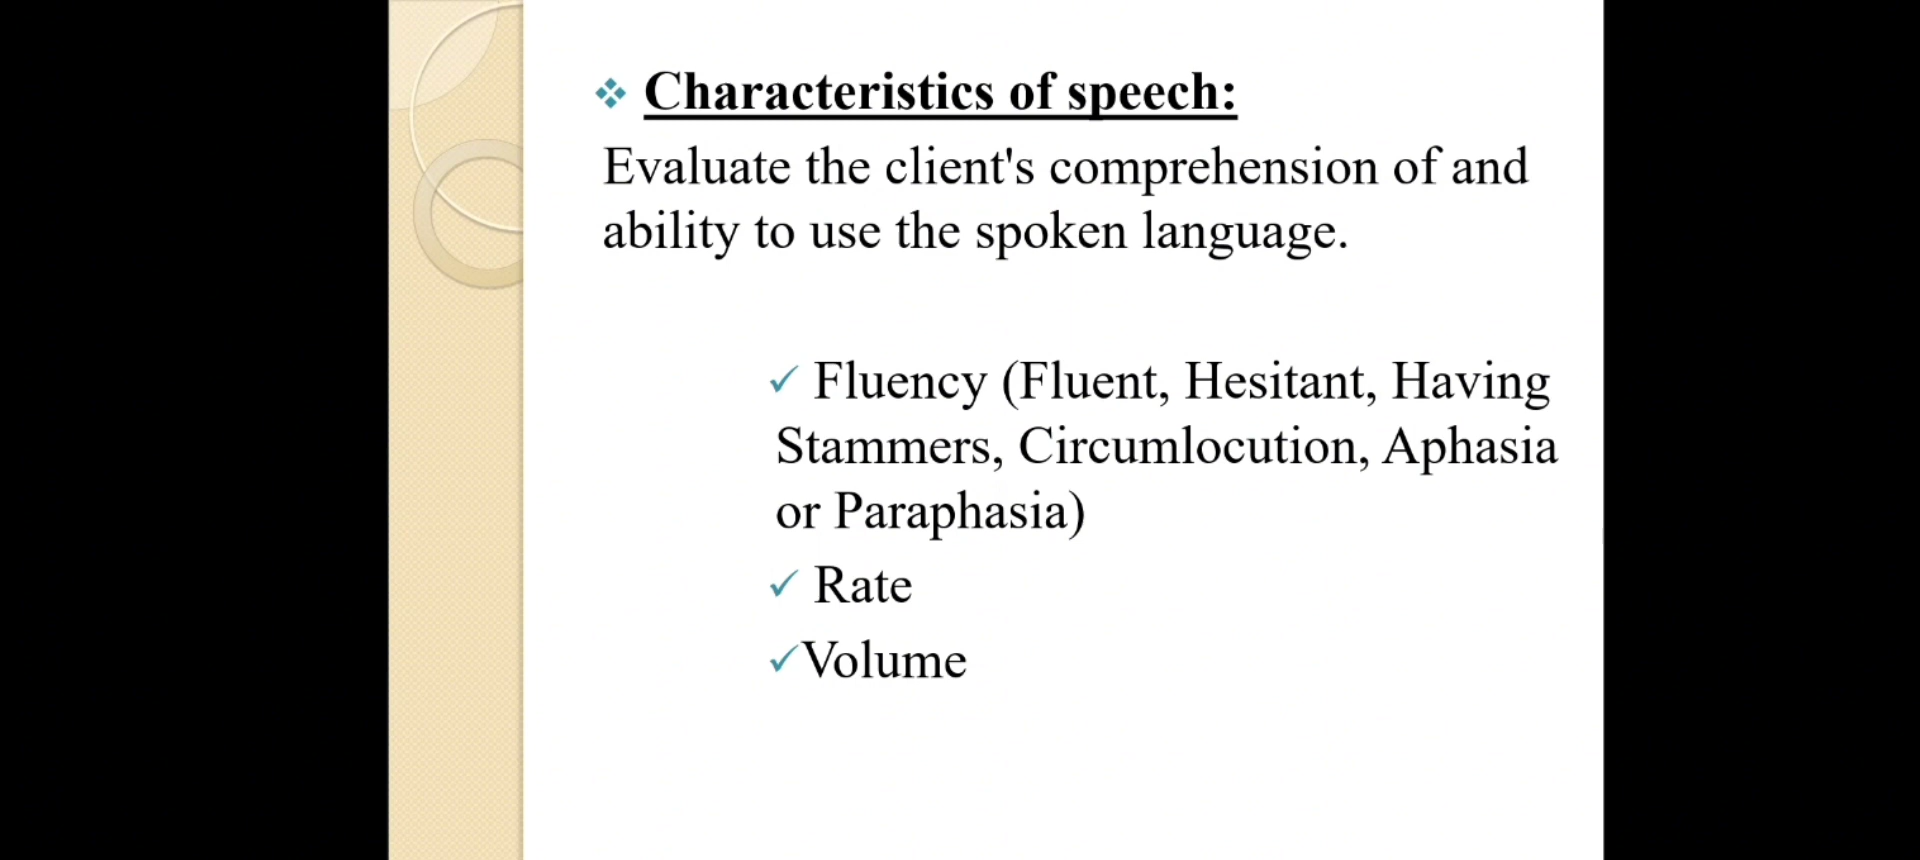 Characteristics of speech:
Evaluate the client's comprehension of and
ability to use the spoken language.
✓ Fluency (Fluent, Hesitant, Having
Stammers, Circumlocution, Aphasia
or Paraphasia)
✓ Rate
✓Volume